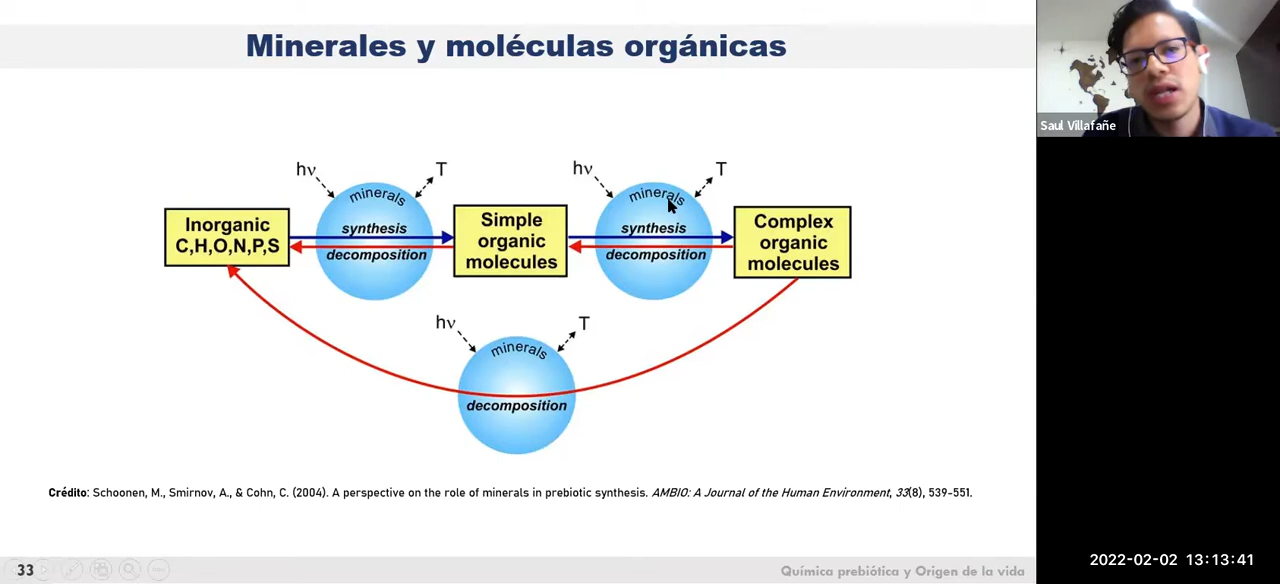 Minerales y moléculas orgánicas
Saul Villafañe
hν
T
hν
T
minerals
minerals
Inorganic
C,H,O,N,P,S
synthesis
decomposition
Simple
organic
molecules
synthesis
decomposition
Complex
organic
molecules
hν
T
minerals
decomposition
Crédito: Schoonen, M., Smirnov, A., & Cohn, C. (2004). A perspective on the role of minerals in prebiotic synthesis. AMBIO: A Journal of the Human Environment, 33(8), 539-551.
33
Química prebiótica y Origen de la vida
2022-02-02 13:13:41